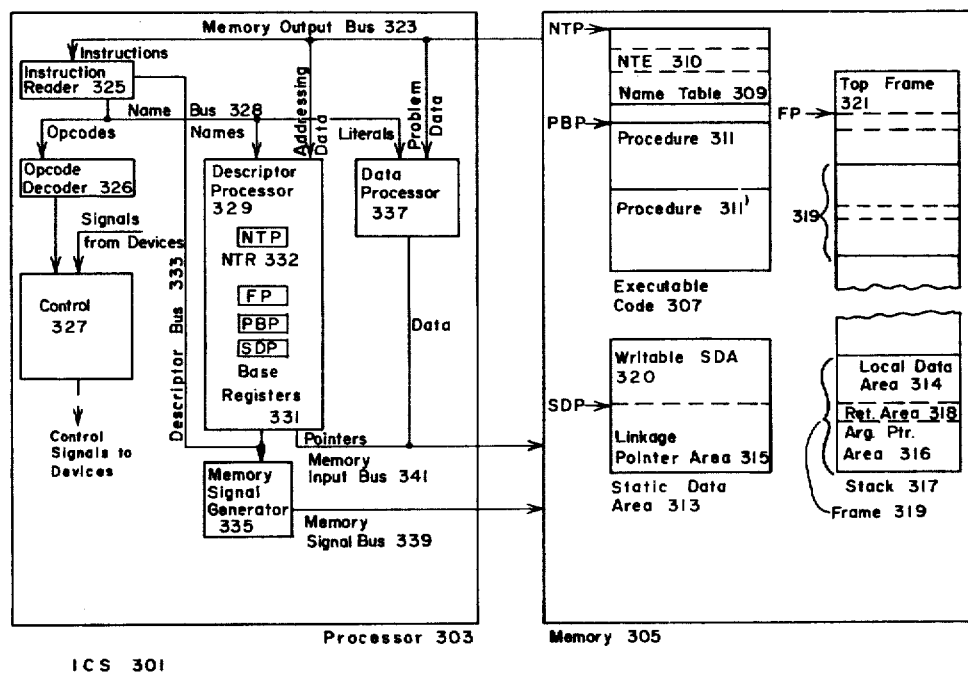 Memory Output Bus 323
Instructions
Instruction
Reader 325
Name Bus 328
Opcodes
Names
Addressing
Data
Literals
Problem
Data
Opcode
Decoder 326
Signals
from Devices
Control
327
Control
Signals to
Devices
Descriptor Bus 333
Descriptor
Processor
329
NTP
NTR 332
FP
PBP
SDP
Base
Registers
331
Data
Processor
337
Data
Pointers
Memory
Input Bus 341
Memory
Signal
Generator
335
Memory
Signal Bus 339
Processor 303
ICS 301
NTP
NTE 310
Name Table 309
PBP
Procedure 311
Procedure 311'
Executable
Code 307
Writable SDA
320
SDP
Linkage
Pointer Area 315
Static Data
Area 313
Top Frame
321
FP
319
Local Data
Area 314
Ret. Area 318
Arg. Ptr.
Area 316
Stack 317
Frame 319
Memory 305